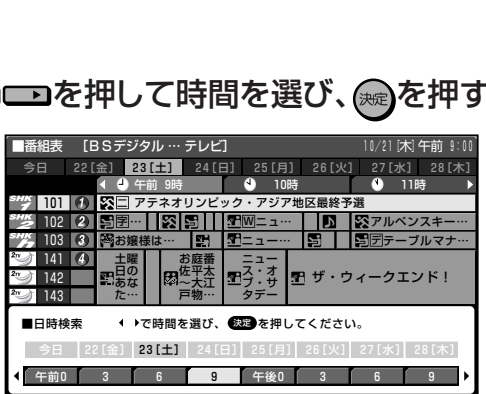 を押して時間を選び、決定を押す
■番組表 [BSデジタル … テレビ] 10/21[木]午前 9:00
今日 22[金] 23[土] 24[日] 25[月] 26[火] 27[水] 28[木]
午前 9時 10時 11時
SHK 101 1 アテネオリンピック・アジア地区最終予選
SHK 102 2 字… W ニュ… アルペンスキー…
SHK 103 3 お嬢様は… ニュー… 字 テーブルマナ…
2TV 141 4 土曜日のあなた… お庭番佐平太~大江戸物… ニュース・オブ・サタデー ザ・ウィークエンド!
2TV 142
2TV 143
■日時検索 で時間を選び、決定を押してください。
今日 22[金] 23[土] 24[日] 25[月] 26[火] 27[水] 28[木]
午前0 3 6 9 午後0 3 6 9